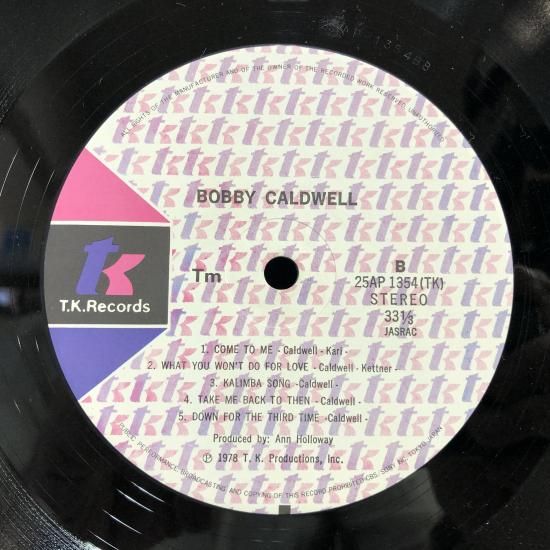 ALL RIGHTS OF THE MANUFACTURER AND OF THE OWNER OF THE RECORDED WORK RESERVED. UNAUTHORIZED
BOBBY CALDWELL
tk
T.K.Records
Tm
B
25AP 1354(TK)
STEREO
33⅓
JASRAC
1. COME TO ME -Caldwell - Kari -
2. WHAT YOU WON'T DO FOR LOVE - Caldwell - Kettner -
3. KALIMBA SONG -Caldwell-
4. TAKE ME BACK TO THEN - Caldwell -
5. DOWN FOR THE THIRD TIME -Caldwell -
Produced by: Ann Holloway
Ⓟ 1978 T. K. Productions, Inc.
PUBLIC PERFORMANCE, BROADCASTING AND COPYING OF THIS RECORD PROHIBITED CBS/SONY INC. TOKYO, JAPAN